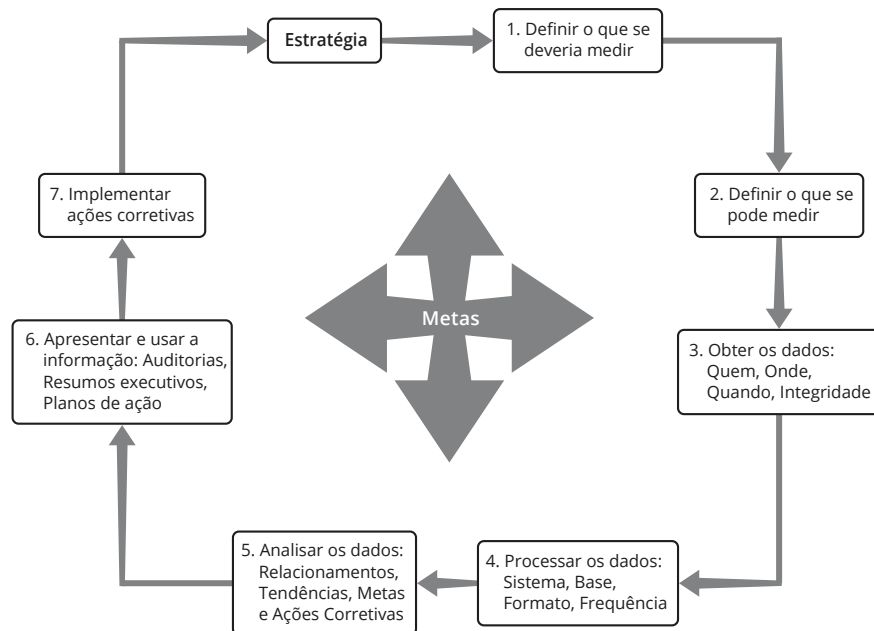 Estratégia
1. Definir o que se
deveria medir
2. Definir o que se
pode medir
3. Obter os dados:
Quem, Onde,
Quando, Integridade
4. Processar os dados:
Sistema, Base,
Formato, Frequência
5. Analisar os dados:
Relacionamentos,
Tendências, Metas
e Ações Corretivas
6. Apresentar e usar a
informação: Auditorias,
Resumos executivos,
Planos de ação
7. Implementar
ações corretivas
Metas